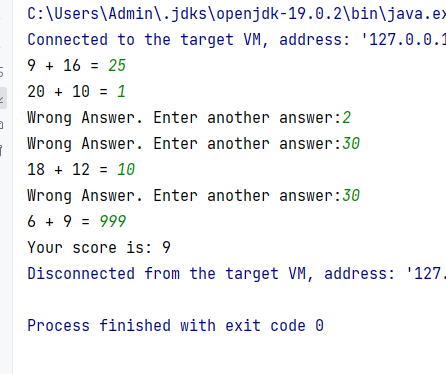 C:\Users\Admin\.jdks\openjdk-19.0.2\bin\java.ex
Connected to the target VM, address: '127.0.0.1
9 + 16 = 25
20 + 10 = 1
Wrong Answer. Enter another answer:2
Wrong Answer. Enter another answer:30
18 + 12 = 10
Wrong Answer. Enter another answer:30
6 + 9 = 999
Your score is: 9
Disconnected from the target VM, address: '127.
Process finished with exit code 0